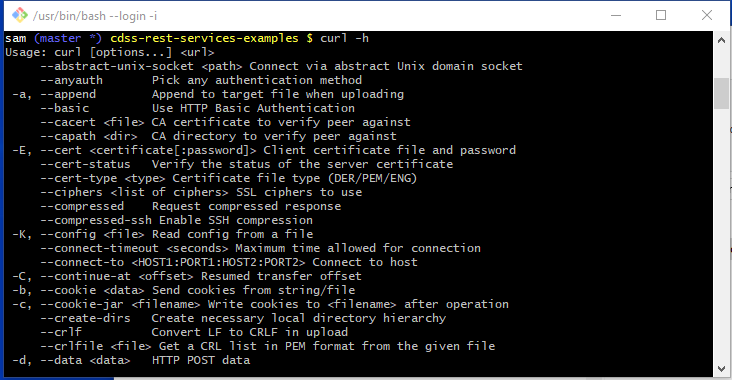 /usr/bin/bash --login -i
sam (master *) cdss-rest-services-examples $ curl -h
Usage: curl [options...] <url>
     --abstract-unix-socket <path> Connect via abstract Unix domain socket
     --anyauth       Pick any authentication method
 -a, --append        Append to target file when uploading
     --basic         Use HTTP Basic Authentication
     --cacert <file> CA certificate to verify peer against
     --capath <dir>  CA directory to verify peer against
 -E, --cert <certificate[:password]> Client certificate file and password
     --cert-status   Verify the status of the server certificate
     --cert-type <type> Certificate file type (DER/PEM/ENG)
     --ciphers <list of ciphers> SSL ciphers to use
     --compressed    Request compressed response
     --compressed-ssh Enable SSH compression
 -K, --config <file> Read config from a file
     --connect-timeout <seconds> Maximum time allowed for connection
     --connect-to <HOST1:PORT1:HOST2:PORT2> Connect to host
 -C, --continue-at <offset> Resumed transfer offset
 -b, --cookie <data> Send cookies from string/file
 -c, --cookie-jar <filename> Write cookies to <filename> after operation
     --create-dirs   Create necessary local directory hierarchy
     --crlf          Convert LF to CRLF in upload
     --crlfile <file> Get a CRL list in PEM format from the given file
 -d, --data <data>   HTTP POST data